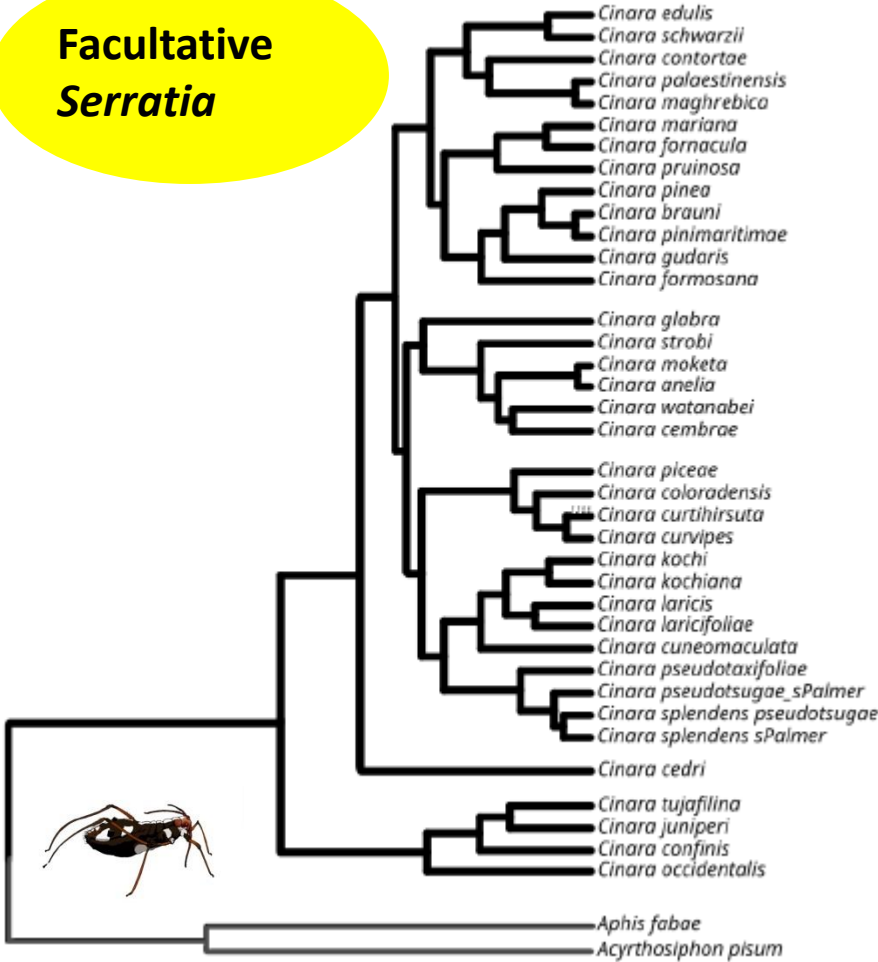 Facultative
Serratia
Cinara edulis
Cinara schwarzii
Cinara contortae
Cinara palaestinensis
Cinara maghrebica
Cinara mariana
Cinara fornacula
Cinara pruinosa
Cinara pinea
Cinara brauni
Cinara pinimaritimae
Cinara gudaris
Cinara formosana
Cinara glabra
Cinara strobi
Cinara moketa
Cinara anelia
Cinara watanabei
Cinara cembrae
Cinara piceae
Cinara coloradensis
Cinara curtihirsuta
Cinara curvipes
Cinara kochi
Cinara kochiana
Cinara laricis
Cinara laricifoliae
Cinara cuneomaculata
Cinara pseudotaxifoliae
Cinara pseudotsugae_sPalmer
Cinara splendens pseudotsugae
Cinara splendens sPalmer
Cinara cedri
Cinara tujafilina
Cinara juniperi
Cinara confinis
Cinara occidentalis
Aphis fabae
Acyrthosiphon pisum